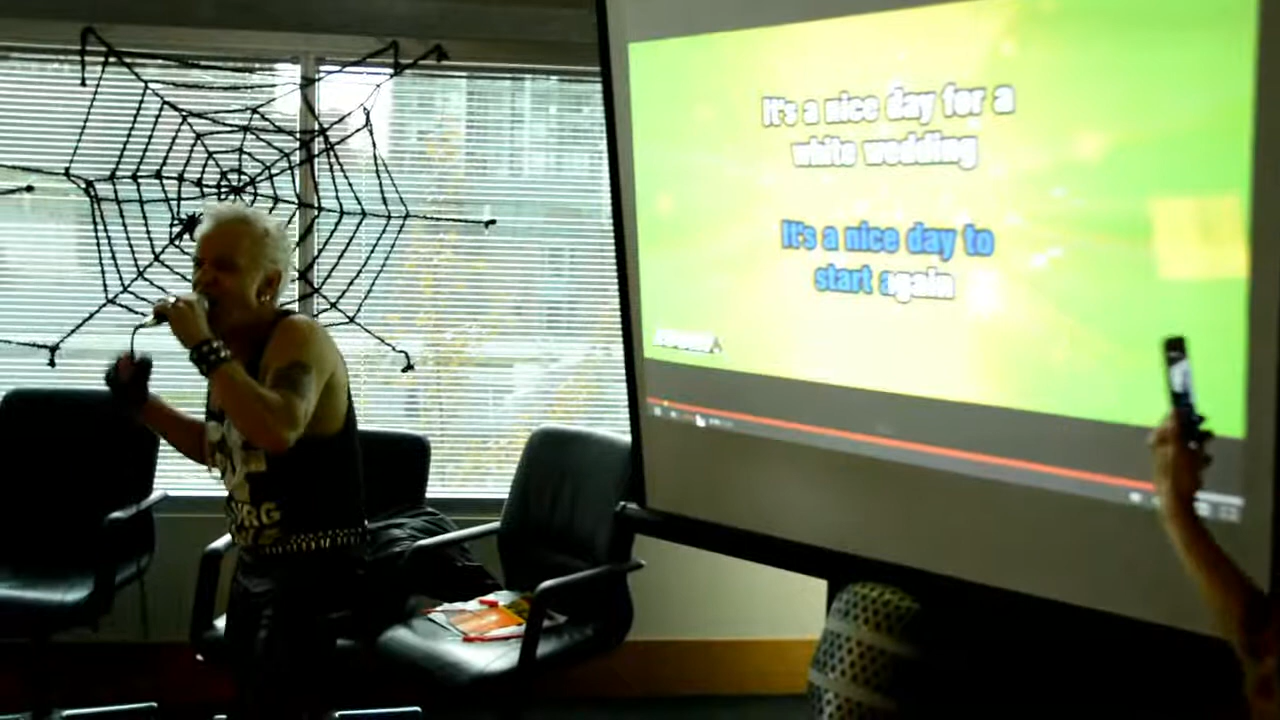 It's a nice day for a
white wedding
It's a nice day to
start again